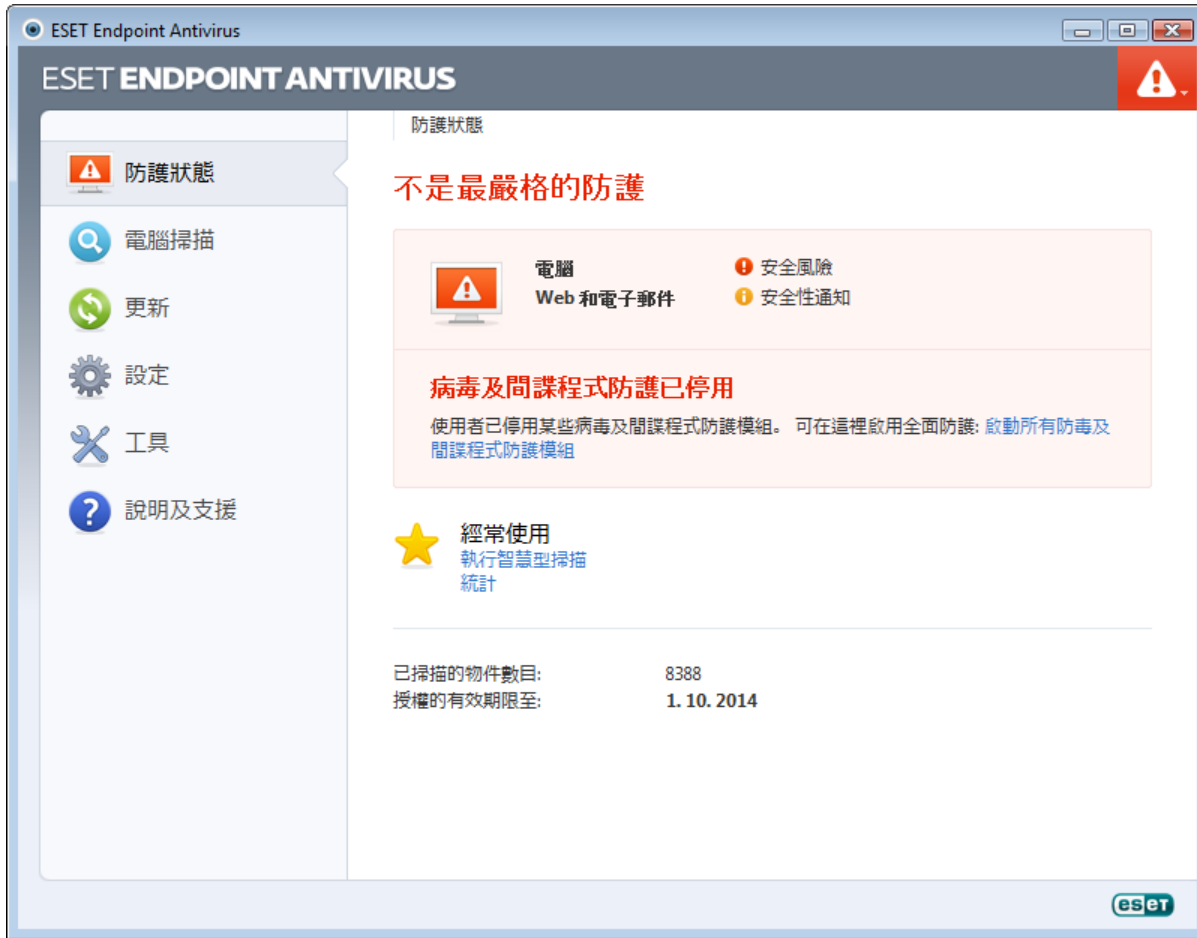 ESET Endpoint Antivirus
ESET ENDPOINT ANTIVIRUS
防護狀態
防護狀態
電腦掃描
更新
設定
工具
說明及支援
不是最嚴格的防護
電腦
安全風險
Web 和電子郵件
安全性通知
病毒及間諜程式防護已停用
使用者已停用某些病毒及間諜程式防護模組。 可在這裡啟用全面防護: 啟動所有防毒及
間諜程式防護模組
經常使用
執行智慧型掃描
統計
已掃描的物件數目: 8388
授權的有效期限至: 1. 10. 2014
eset